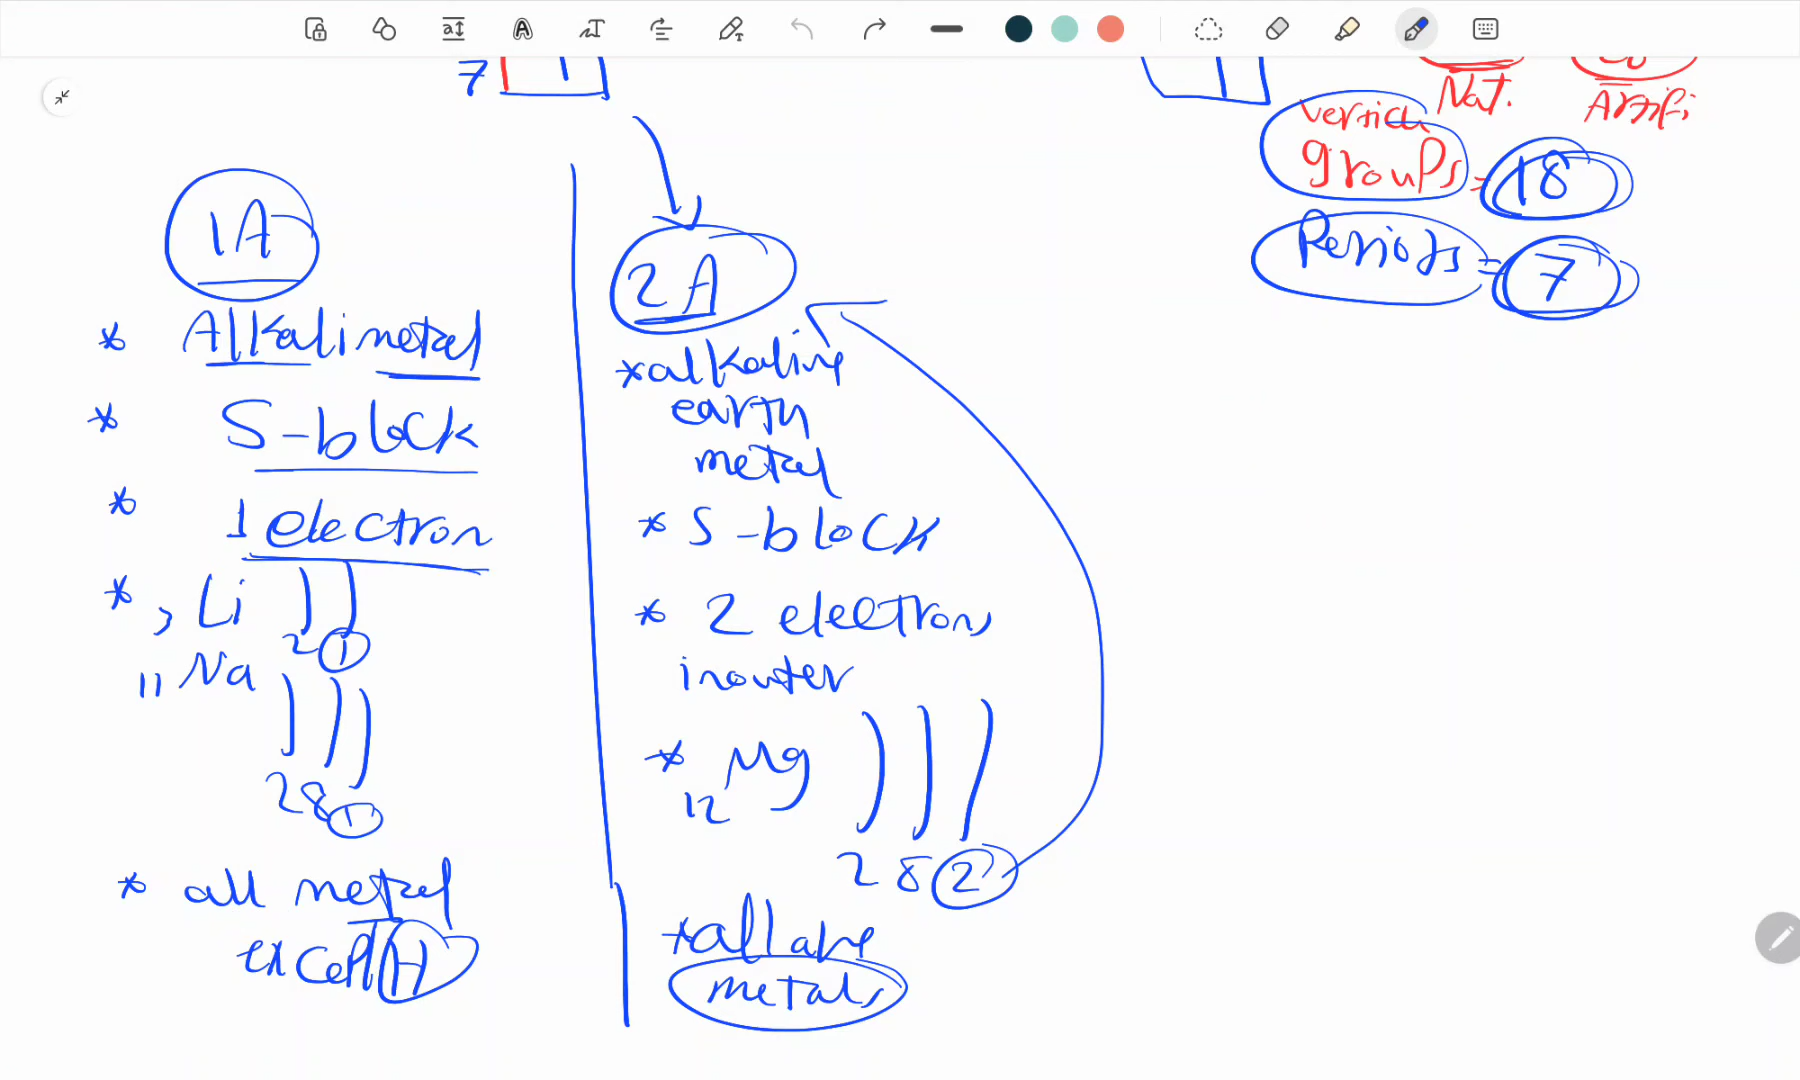 7
Nat.
Artifi
vertical
groups = 18
Periods = 7
1A
* Alkali metal
* S-block
* 1 electron
* 3 Li
2 1
11 Na
2 8 1
* all metal
except H
2A
* alkaline
earth
metal
* S-block
* 2 electrons
in outer
* Mg
12
2 8 2
* all are
metals